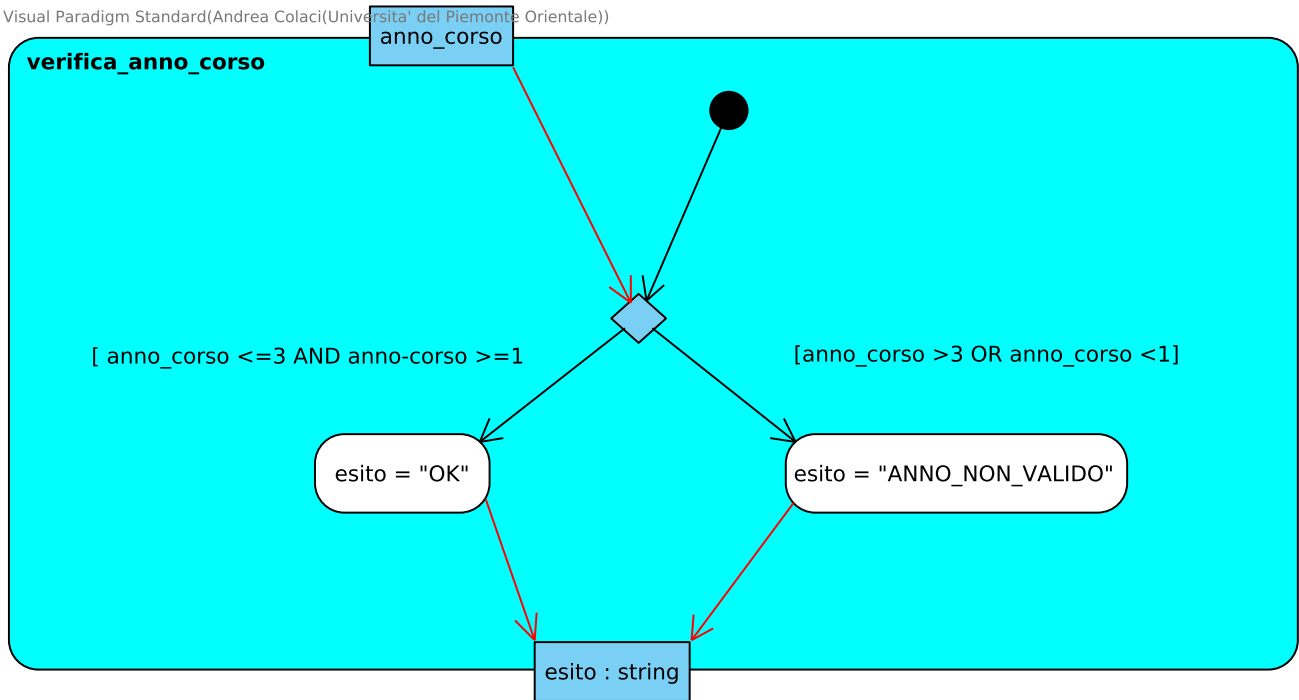 Visual Paradigm Standard(Andrea Colaci(Universita' del Piemonte Orientale))
anno_corso
verifica_anno_corso
[ anno_corso <=3 AND anno-corso >=1
[anno_corso >3 OR anno_corso <1]
esito = "OK"
esito = "ANNO_NON_VALIDO"
esito : string